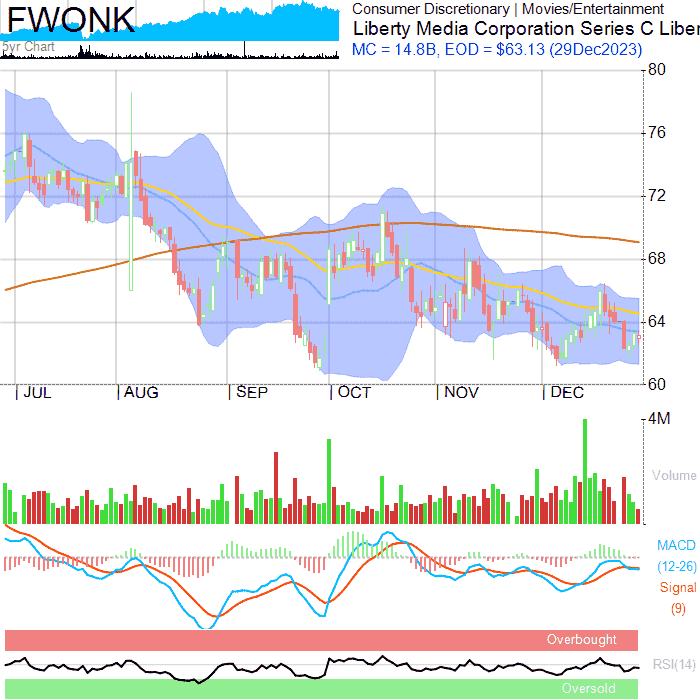 FWONK
5yr Chart
Consumer Discretionary | Movies/Entertainment
Liberty Media Corporation Series C Liber
MC = 14.8B, EOD = $63.13 (29Dec2023)
80
76
72
68
64
60
JUL AUG SEP OCT NOV DEC
4M
Volume
MACD
(12-26)
Signal
(9)
Overbought
RSI(14)
Oversold